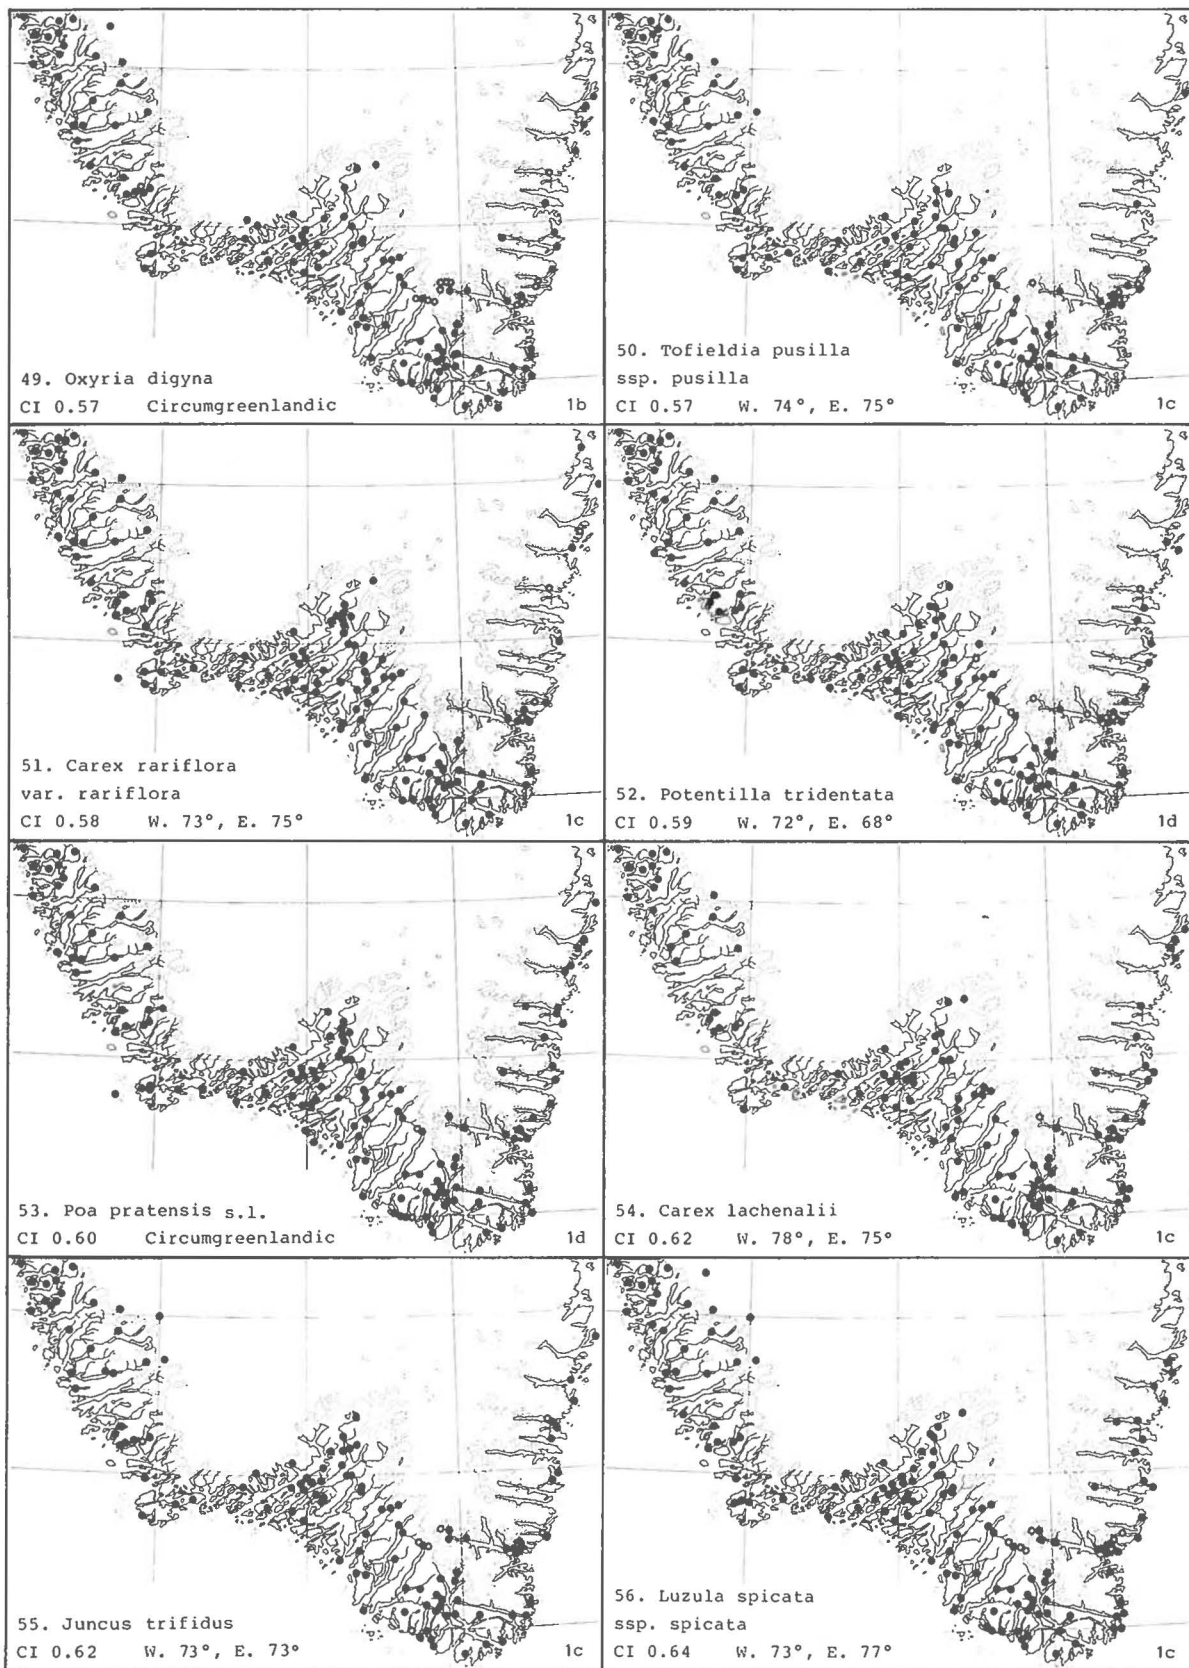 49. Oxyria digyna
CI 0.57 Circumgreenlandic 1b
50. Tofieldia pusilla
ssp. pusilla
CI 0.57 W. 74°, E. 75° 1c
51. Carex rariflora
var. rariflora
CI 0.58 W. 73°, E. 75° 1c
52. Potentilla tridentata
CI 0.59 W. 72°, E. 68° 1d
53. Poa pratensis s.l.
CI 0.60 Circumgreenlandic 1d
54. Carex lachenalii
CI 0.62 W. 78°, E. 75° 1c
55. Juncus trifidus
CI 0.62 W. 73°, E. 73° 1c
56. Luzula spicata
ssp. spicata
CI 0.64 W. 73°, E. 77° 1c